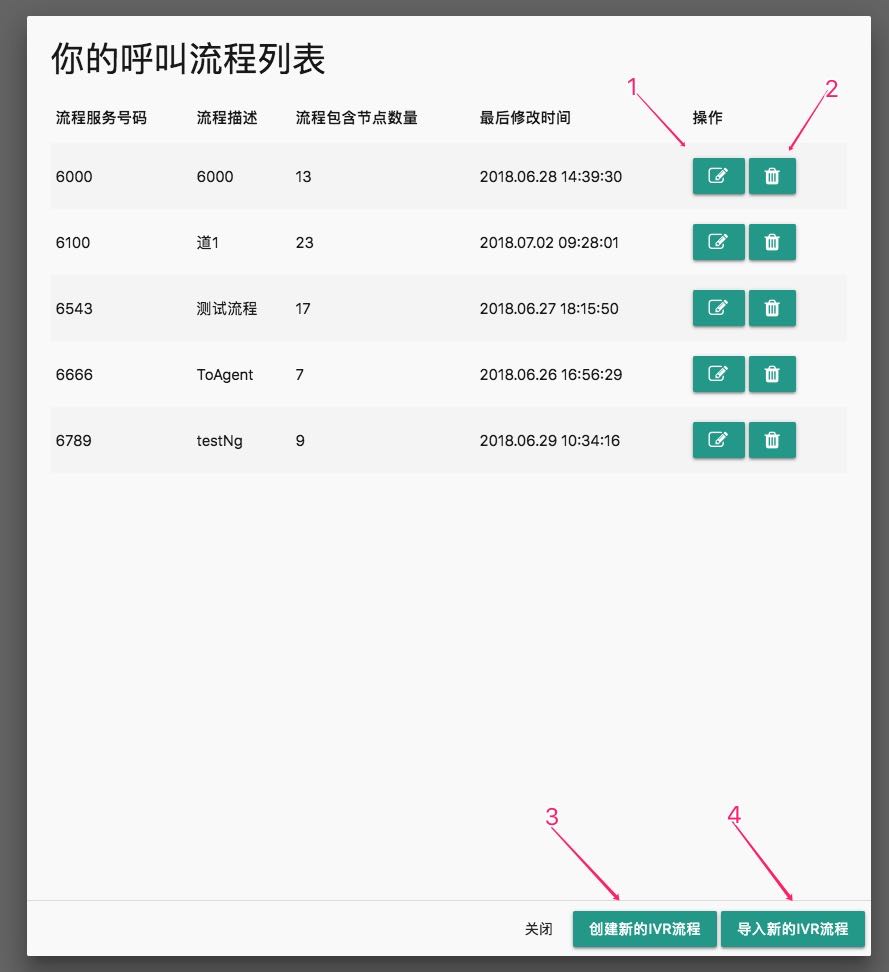 你的呼叫流程列表
1 2
流程服务号码 流程描述 流程包含节点数量 最后修改时间 操作
6000 6000 13 2018.06.28 14:39:30
6100 道1 23 2018.07.02 09:28:01
6543 测试流程 17 2018.06.27 18:15:50
6666 ToAgent 7 2018.06.26 16:56:29
6789 testNg 9 2018.06.29 10:34:16
3 4
关闭 创建新的IVR流程 导入新的IVR流程